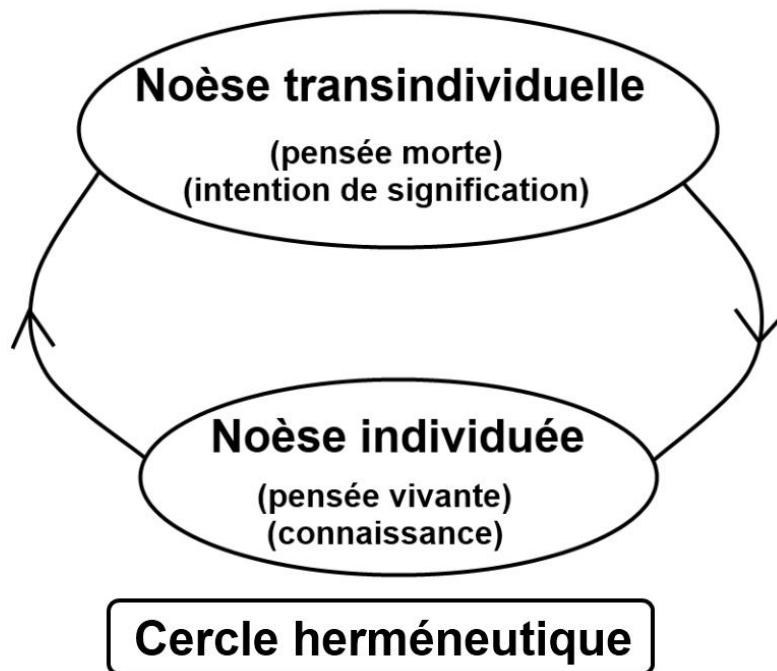 Noèse transindividuelle
(pensée morte)
(intention de signification)
Noèse individuée
(pensée vivante)
(connaissance)
Cercle herméneutique